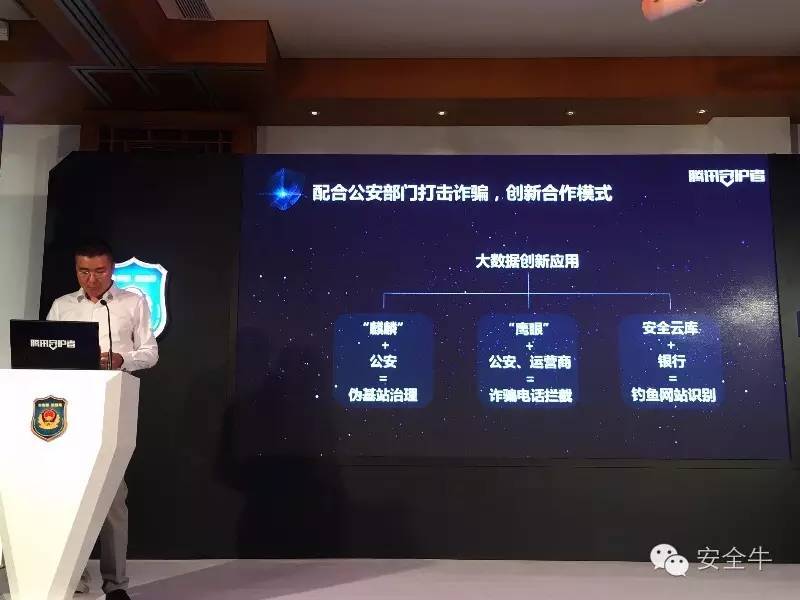 配合公安部门打击诈骗，创新合作模式
腾讯守护者
大数据创新应用
“麒麟”
+
公安
=
伪基站治理
“鹰眼”
+
公安、运营商
=
诈骗电话拦截
安全云库
+
银行
=
钓鱼网站识别
腾讯守护者
安全牛